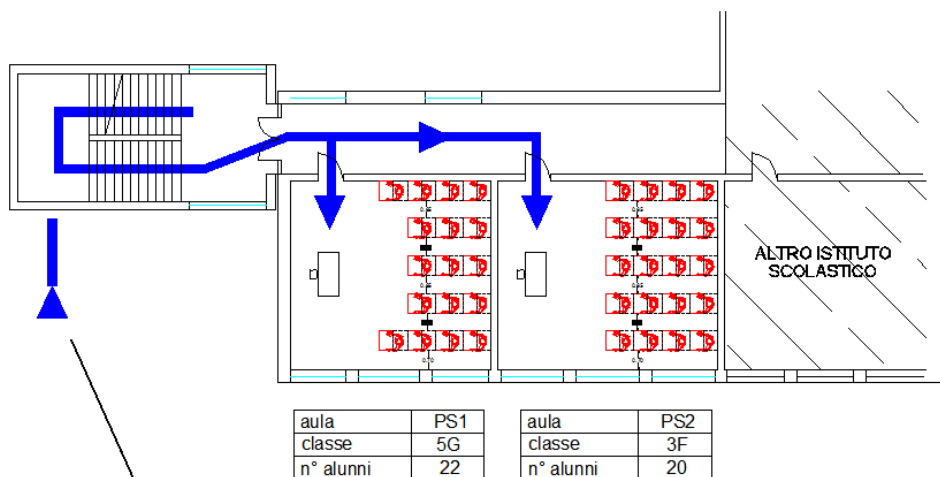 ALTRO ISTITUTO
SCOLASTICO
aula PS1
classe 5G
n° alunni 22
aula PS2
classe 3F
n° alunni 20